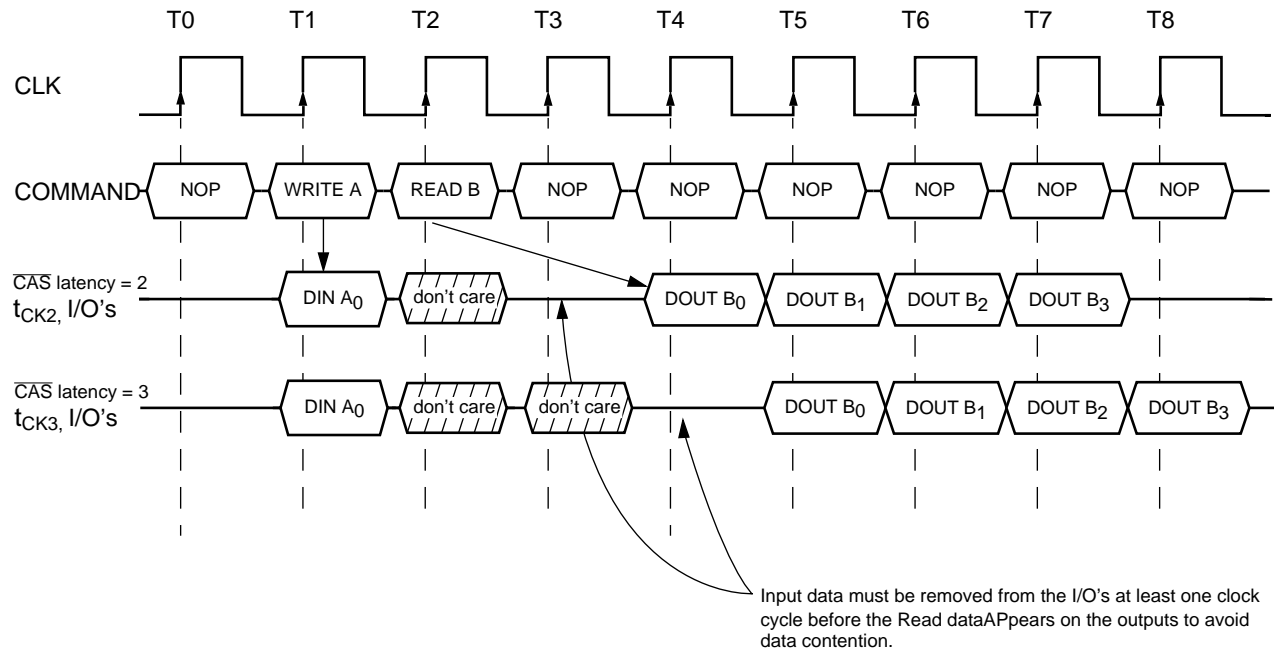 T0 T1 T2 T3 T4 T5 T6 T7 T8
CLK
COMMAND NOP WRITE A READ B NOP NOP NOP NOP NOP NOP
CAS latency = 2
tCK2, I/O's DIN A0 don't care DOUT B0 DOUT B1 DOUT B2 DOUT B3
CAS latency = 3
tCK3, I/O's DIN A0 don't care don't care DOUT B0 DOUT B1 DOUT B2 DOUT B3
Input data must be removed from the I/O's at least one clock
cycle before the Read dataAPpears on the outputs to avoid
data contention.